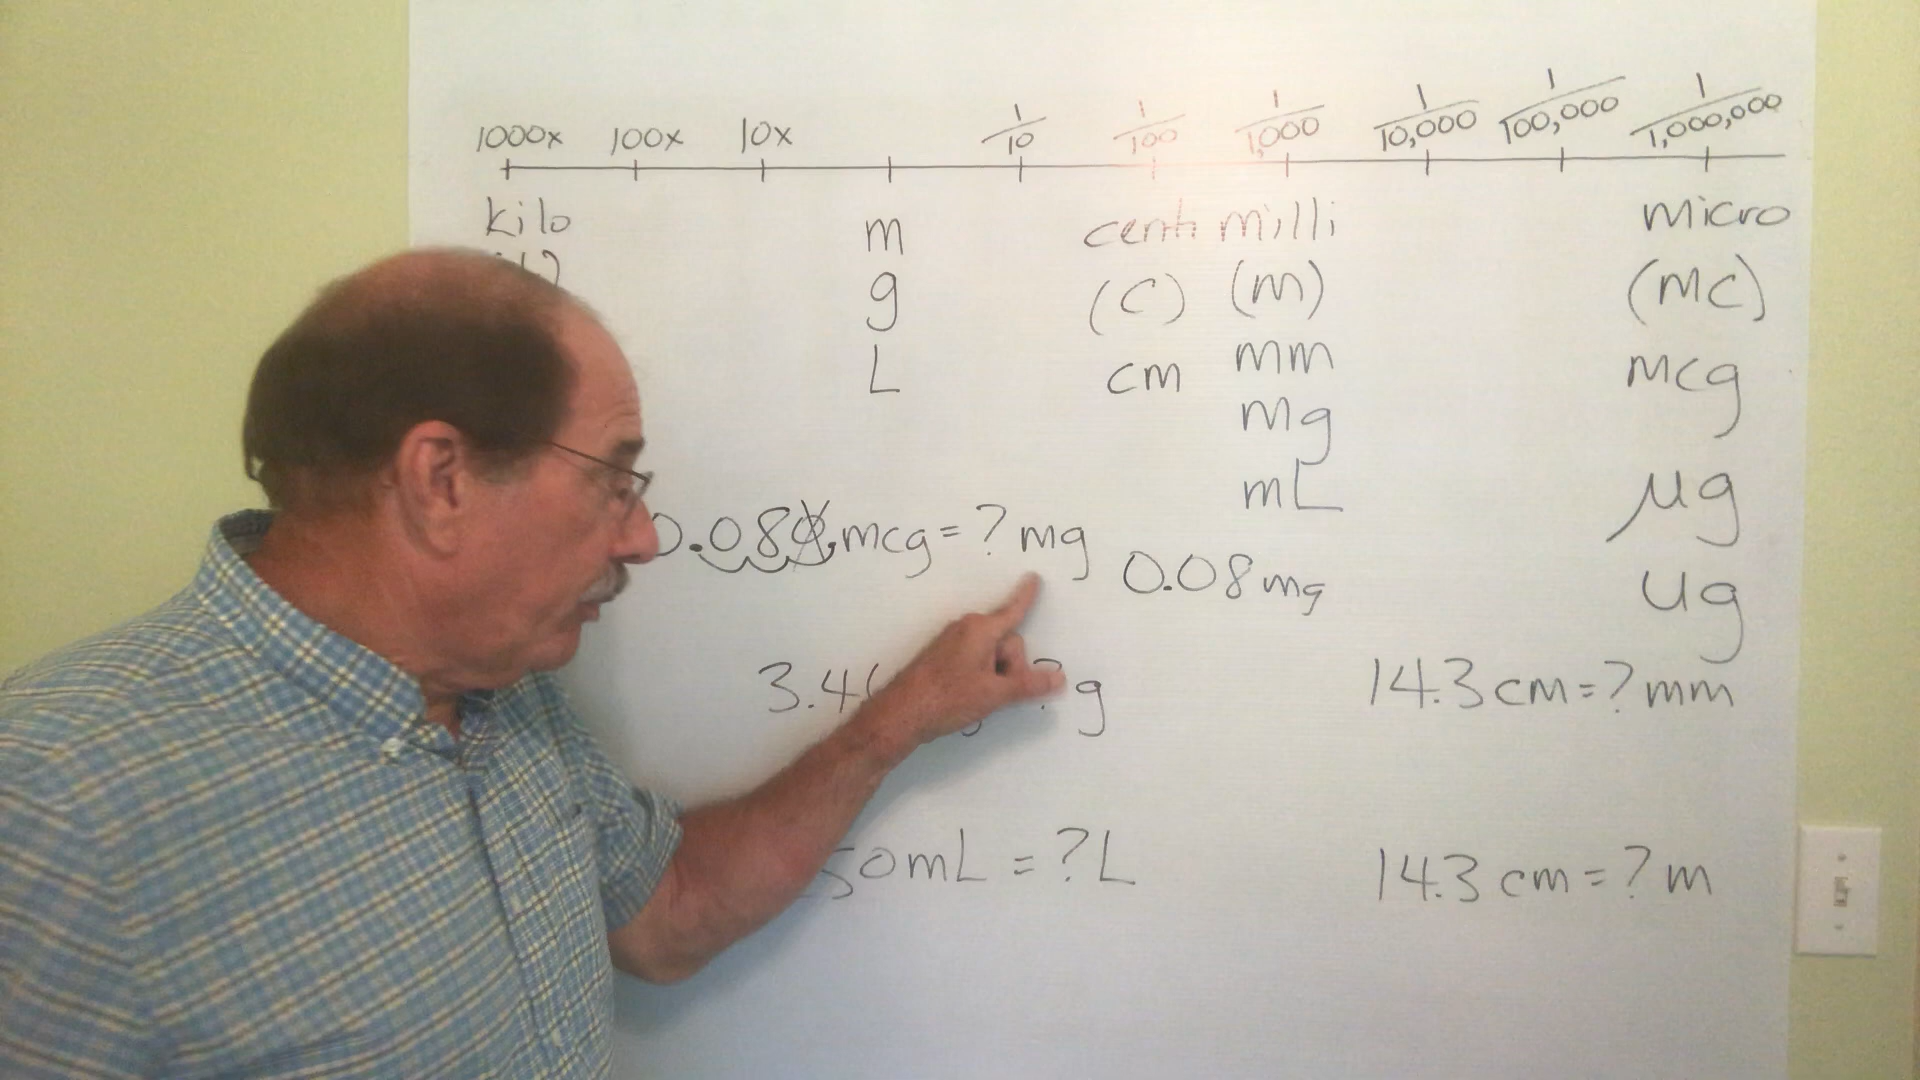 1000x 100x 10x 1/10 1/100 1/1,000 1/10,000 1/100,000 1/1,000,000
kilo m centi milli micro
g (c) (m) (mc)
L cm mm mcg
mg
mL µg
0.080.mcg = ? mg 0.08 mg ug
3.4 ? g 14.3 cm = ? mm
50 mL = ? L 14.3 cm = ? m